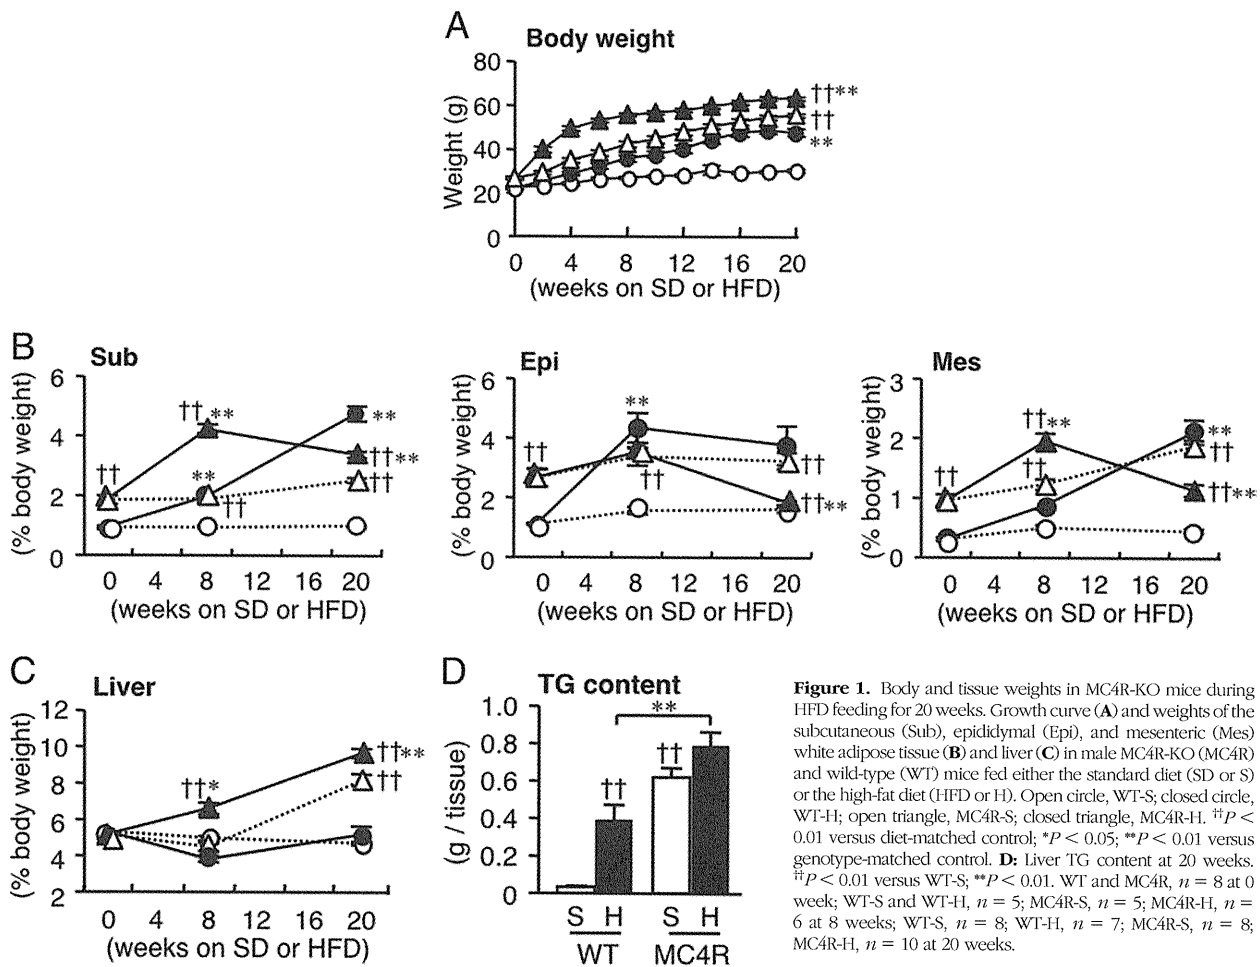 A
Body weight
Weight (g)
80
60
40
20
0
††**
††
**
0 4 8 12 16 20
(weeks on SD or HFD)
B
Sub
(% body weight)
6
4
2
0
††
†† **
**
††
**
††**
††
0 4 8 12 16 20
(weeks on SD or HFD)
Epi
(% body weight)
6
4
2
0
††
**
††
††
††**
0 4 8 12 16 20
(weeks on SD or HFD)
Mes
(% body weight)
3
2
1
0
††
††**
††
**
††
††**
0 4 8 12 16 20
(weeks on SD or HFD)
C
Liver
(% body weight)
12
10
8
6
4
2
††*
††**
††
0 4 8 12 16 20
(weeks on SD or HFD)
D
TG content
(g / tissue)
1.0
0.8
0.6
0.4
0.2
0
**
††
††
S H S H
WT MC4R
Figure 1. Body and tissue weights in MC4R-KO mice during
HFD feeding for 20 weeks. Growth curve (A) and weights of the
subcutaneous (Sub), epididymal (Epi), and mesenteric (Mes)
white adipose tissue (B) and liver (C) in male MC4R-KO (MC4R)
and wild-type (WT) mice fed either the standard diet (SD or S)
or the high-fat diet (HFD or H). Open circle, WT-S; closed circle,
WT-H; open triangle, MC4R-S; closed triangle, MC4R-H. ††P <
0.01 versus diet-matched control; *P < 0.05; **P < 0.01 versus
genotype-matched control. D: Liver TG content at 20 weeks.
††P < 0.01 versus WT-S; **P < 0.01. WT and MC4R, n = 8 at 0
week; WT-S and WT-H, n = 5; MC4R-S, n = 5; MC4R-H, n =
6 at 8 weeks; WT-S, n = 8; WT-H, n = 7; MC4R-S, n = 8;
MC4R-H, n = 10 at 20 weeks.